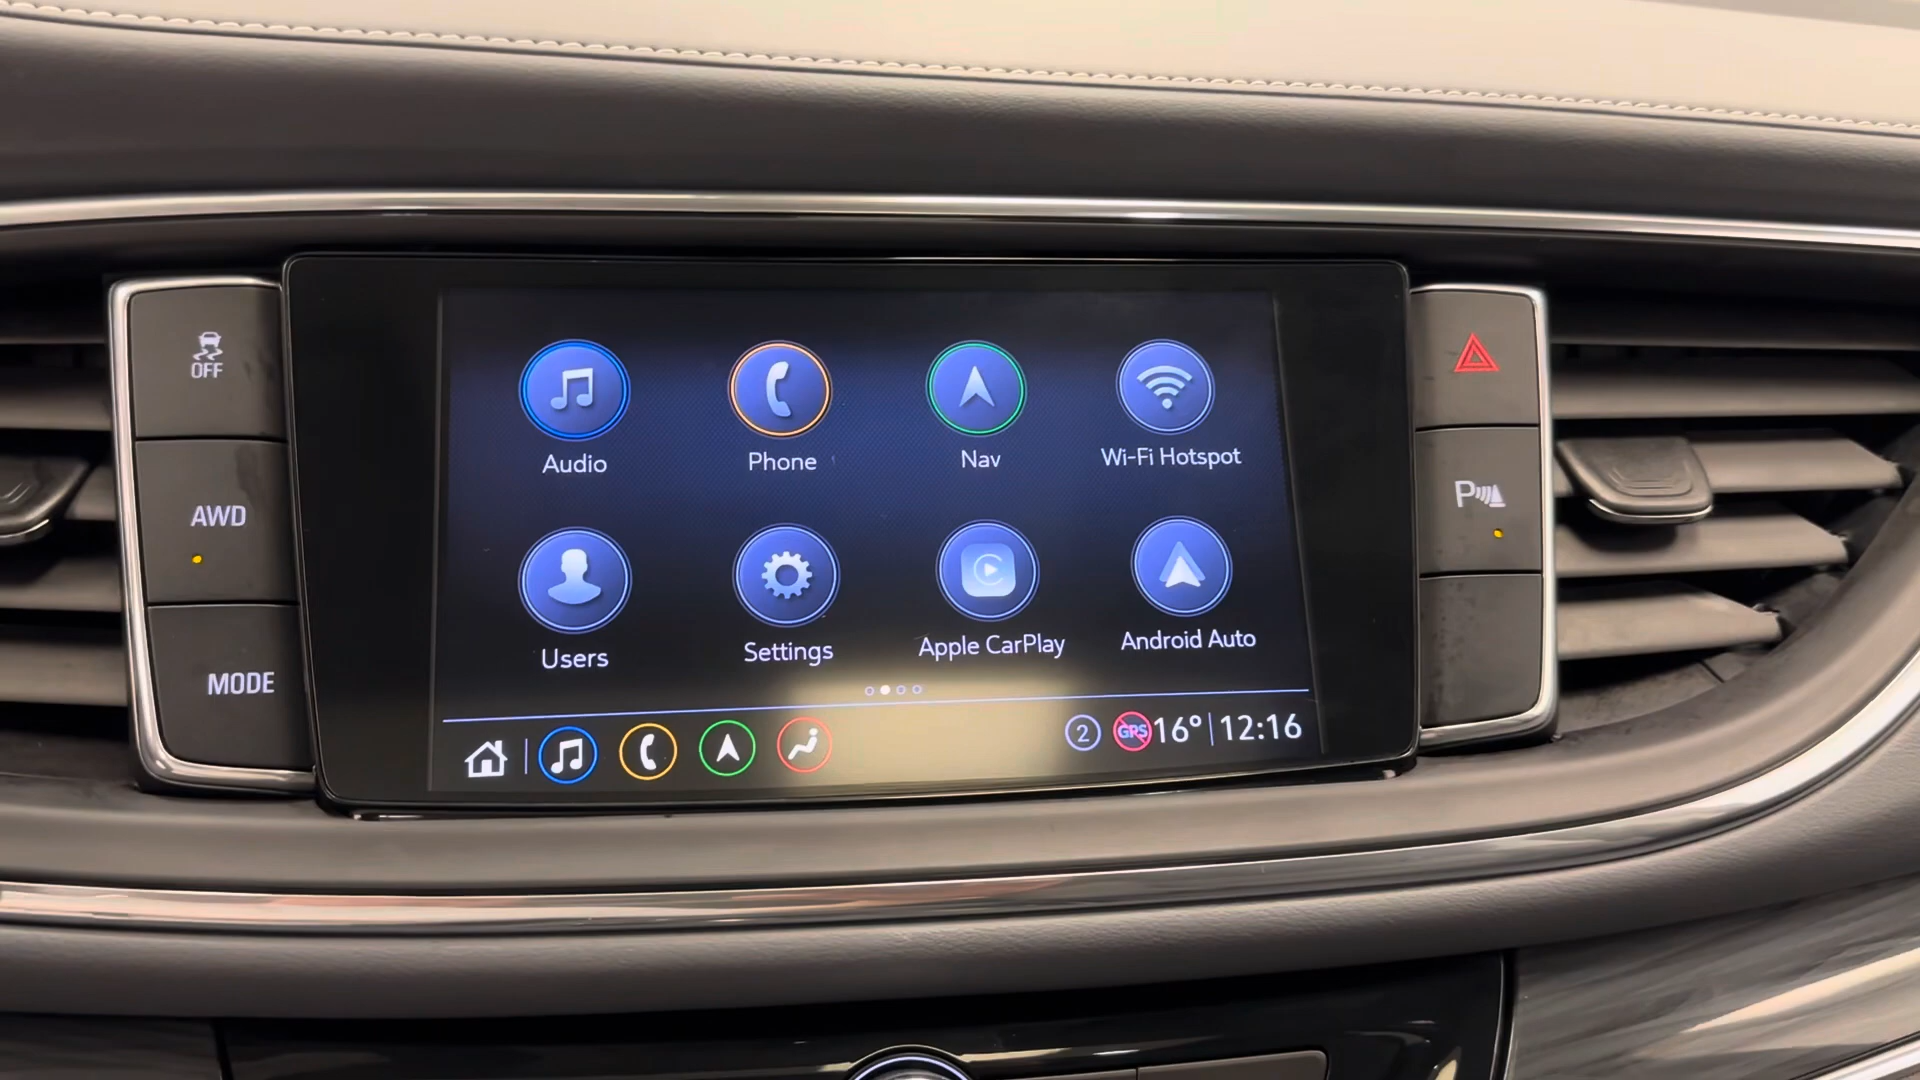 OFF
AWD
MODE
Audio
Phone
Nav
Wi-Fi Hotspot
Users
Settings
Apple CarPlay
Android Auto
2 GPS 16° 12:16
P